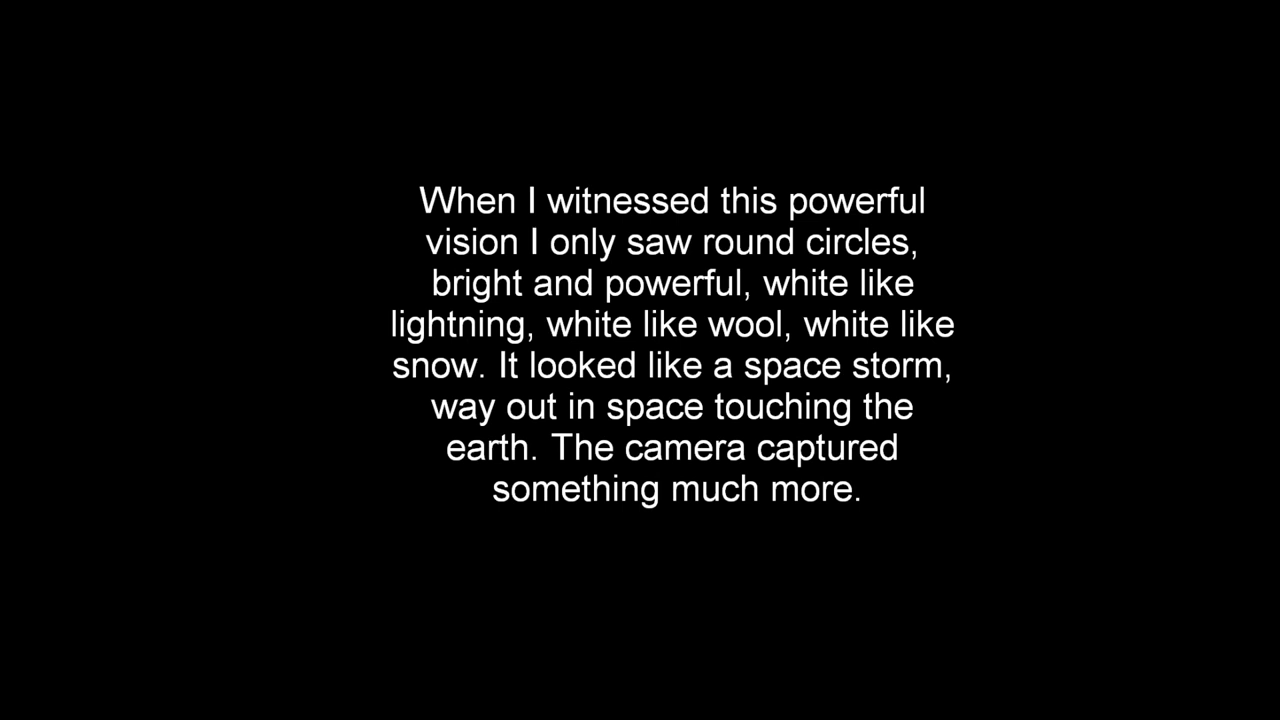 When I witnessed this powerful
vision I only saw round circles,
bright and powerful, white like
lightning, white like wool, white like
snow. It looked like a space storm,
way out in space touching the
earth. The camera captured
something much more.